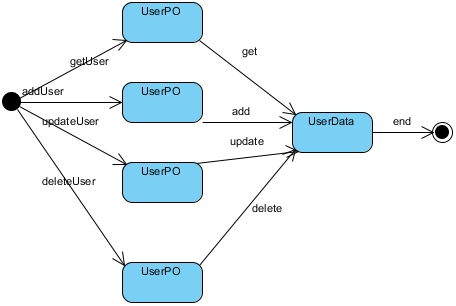 UserPO
getUser
get
addUser
UserPO
add
updateUser
UserData
end
update
UserPO
deleteUser
delete
UserPO